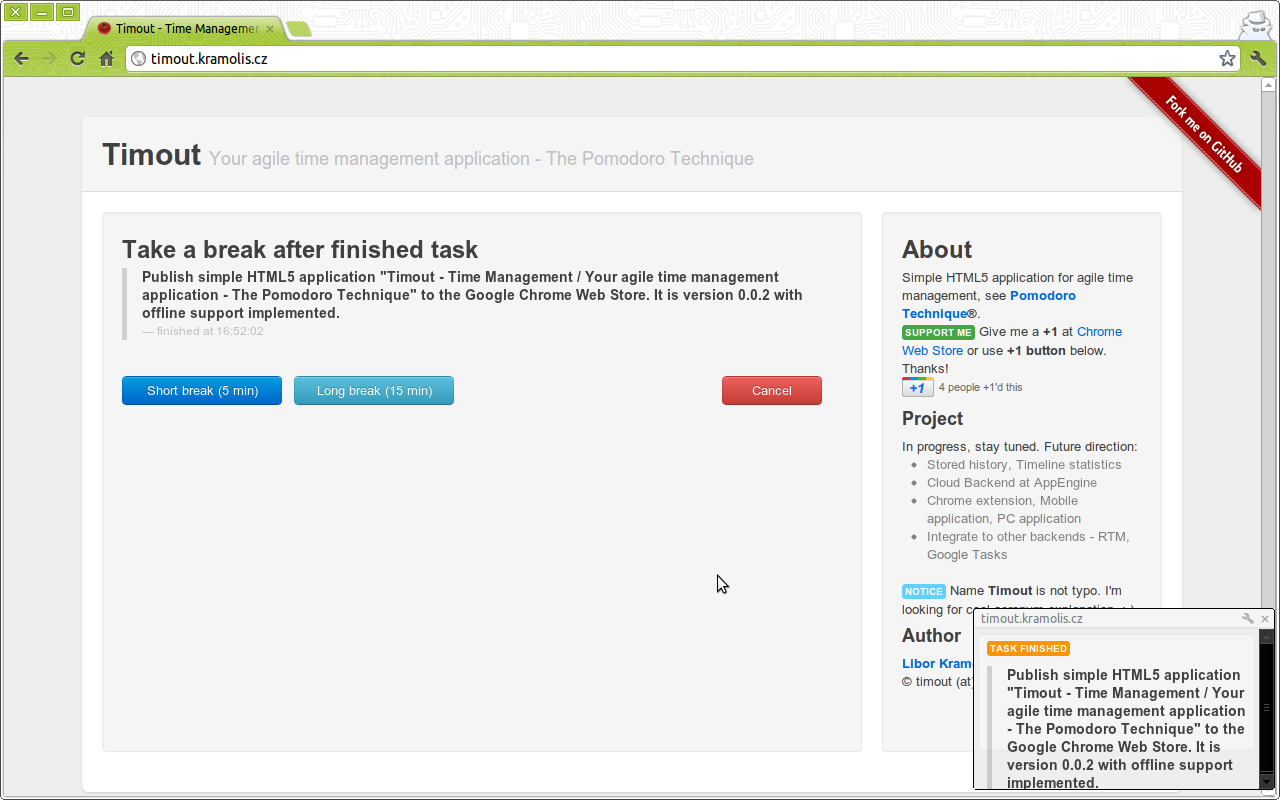 Timout - Time Managemen
timout.kramolis.cz
Fork me on GitHub
Timout Your agile time management application - The Pomodoro Technique
Take a break after finished task
Publish simple HTML5 application "Timout - Time Management / Your agile time management
application - The Pomodoro Technique" to the Google Chrome Web Store. It is version 0.0.2 with
offline support implemented.
— finished at 16:52:02
Short break (5 min)
Long break (15 min)
Cancel
About
Simple HTML5 application for agile time
management, see Pomodoro
Technique®.
SUPPORT ME Give me a +1 at Chrome
Web Store or use +1 button below.
Thanks!
+1 4 people +1'd this
Project
In progress, stay tuned. Future direction:
• Stored history, Timeline statistics
• Cloud Backend at AppEngine
• Chrome extension, Mobile
application, PC application
• Integrate to other backends - RTM,
Google Tasks
NOTICE Name Timout is not typo. I'm
looking for
Author
Libor Kram
© timout (at)
timout.kramolis.cz
TASK FINISHED
Publish simple HTML5 application
"Timout - Time Management / Your
agile time management application
- The Pomodoro Technique" to the
Google Chrome Web Store. It is
version 0.0.2 with offline support
implemented.